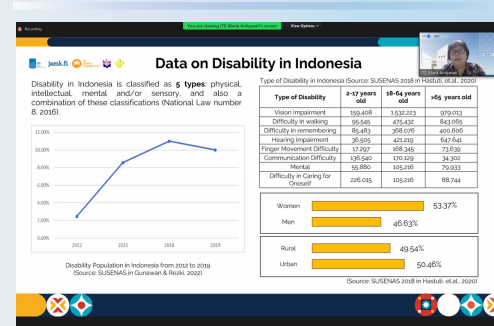 Recording
You are viewing ITS_Maria Anityasari's screen
View Options
ITS_Maria Anityasari
junk.fi
Data on Disability in Indonesia
Disability in Indonesia is classified as 5 types: physical,
intellectual, mental and/or sensory, and also a
combination of these classifications (National Law number
8, 2016).
12,00%
10,00%
8,00%
6,00%
4,00%
2,00%
0,00%
2012 2015 2018 2019
Disability Population in Indonesia from 2012 to 2019
(Source: SUSENAS in Gunawan & Rezki, 2022)
Type of Disability in Indonesia (Source: SUSENAS 2018 in Hastuti, et.al., 2020)
Type of Disability 2-17 years old 18-64 years old >65 years old
Vision Impairment 159,408 1,532,223 979,013
Difficulty in walking 95,545 475,432 843,065
Difficulty in remembering 85,483 368,076 400,606
Hearing Impairment 36,505 421,219 647,641
Finger Movement Difficulty 17,297 168,345 73,639
Communication Difficulty 136,540 170,129 34,302
Mental 55,880 105,216 79,933
Difficulty in Caring for Oneself 226,015 105,216 88,744
Women 53.37%
Men 46.63%
Rural 49.54%
Urban 50.46%
(Source: SUSENAS 2018 in Hastuti, et.al., 2020)